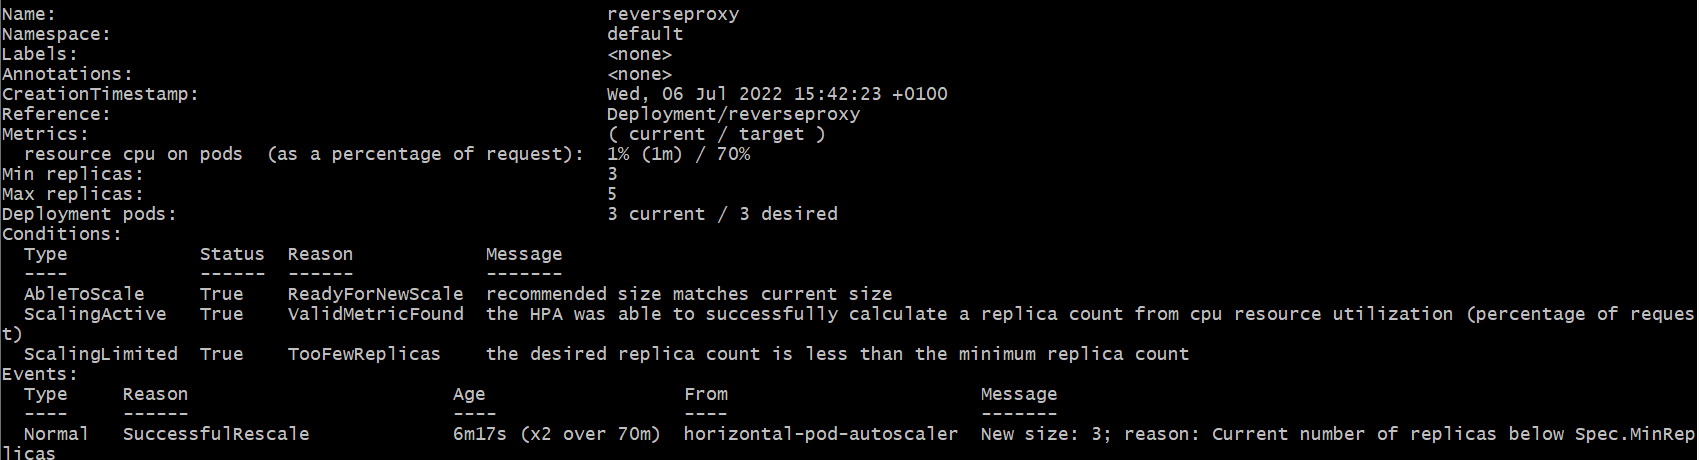 Name: reverseproxy
Namespace: default
Labels: <none>
Annotations: <none>
CreationTimestamp: Wed, 06 Jul 2022 15:42:23 +0100
Reference: Deployment/reverseproxy
Metrics: ( current / target )
resource cpu on pods (as a percentage of request): 1% (1m) / 70%
Min replicas: 3
Max replicas: 5
Deployment pods: 3 current / 3 desired
Conditions:
Type Status Reason Message
---- ------ ------ -------
AbleToScale True ReadyForNewScale recommended size matches current size
ScalingActive True ValidMetricFound the HPA was able to successfully calculate a replica count from cpu resource utilization (percentage of reques
t)
ScalingLimited True TooFewReplicas the desired replica count is less than the minimum replica count
Events:
Type Reason Age From Message
---- ------ ---- ---- -------
Normal SuccessfulRescale 6m17s (x2 over 70m) horizontal-pod-autoscaler New size: 3; reason: Current number of replicas below Spec.MinRep
licas